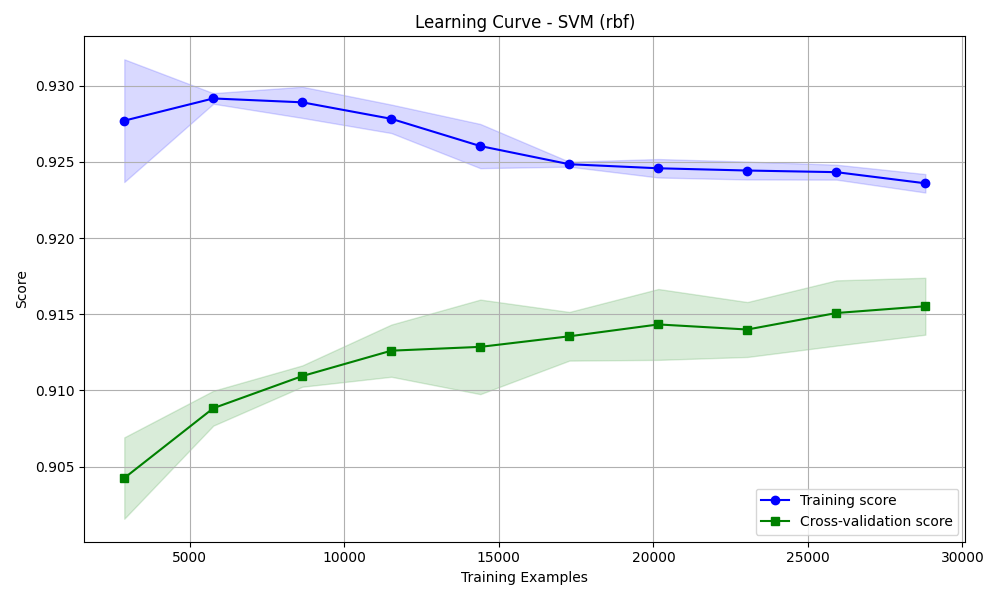 Learning Curve - SVM (rbf)
Score
0.930
0.925
0.920
0.915
0.910
0.905
5000 10000 15000 20000 25000 30000
Training Examples
Training score
Cross-validation score